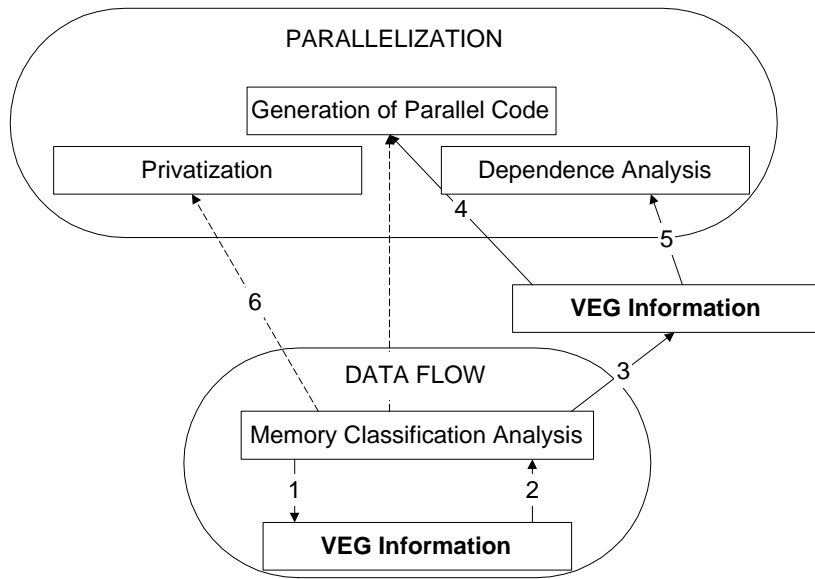 PARALLELIZATION
Generation of Parallel Code
Privatization
Dependence Analysis
4
5
6
VEG Information
DATA FLOW
3
Memory Classification Analysis
1
2
VEG Information